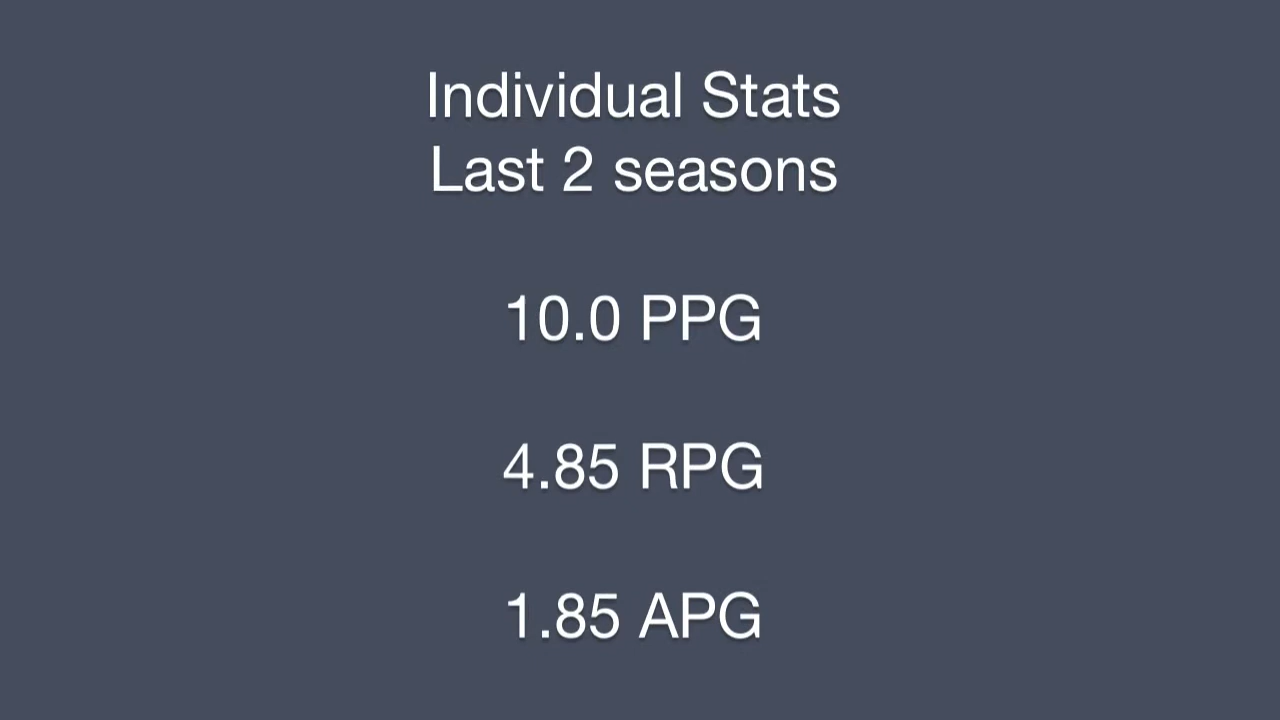 Individual Stats
Last 2 seasons
10.0 PPG
4.85 RPG
1.85 APG